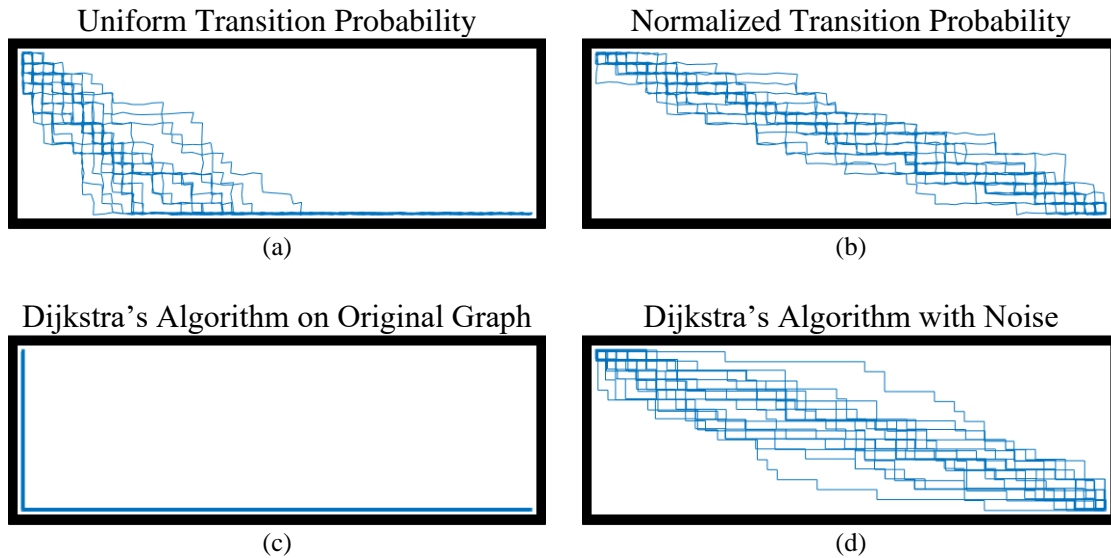 Uniform Transition Probability
Normalized Transition Probability
(a)
(b)
Dijkstra's Algorithm on Original Graph
Dijkstra's Algorithm with Noise
(c)
(d)